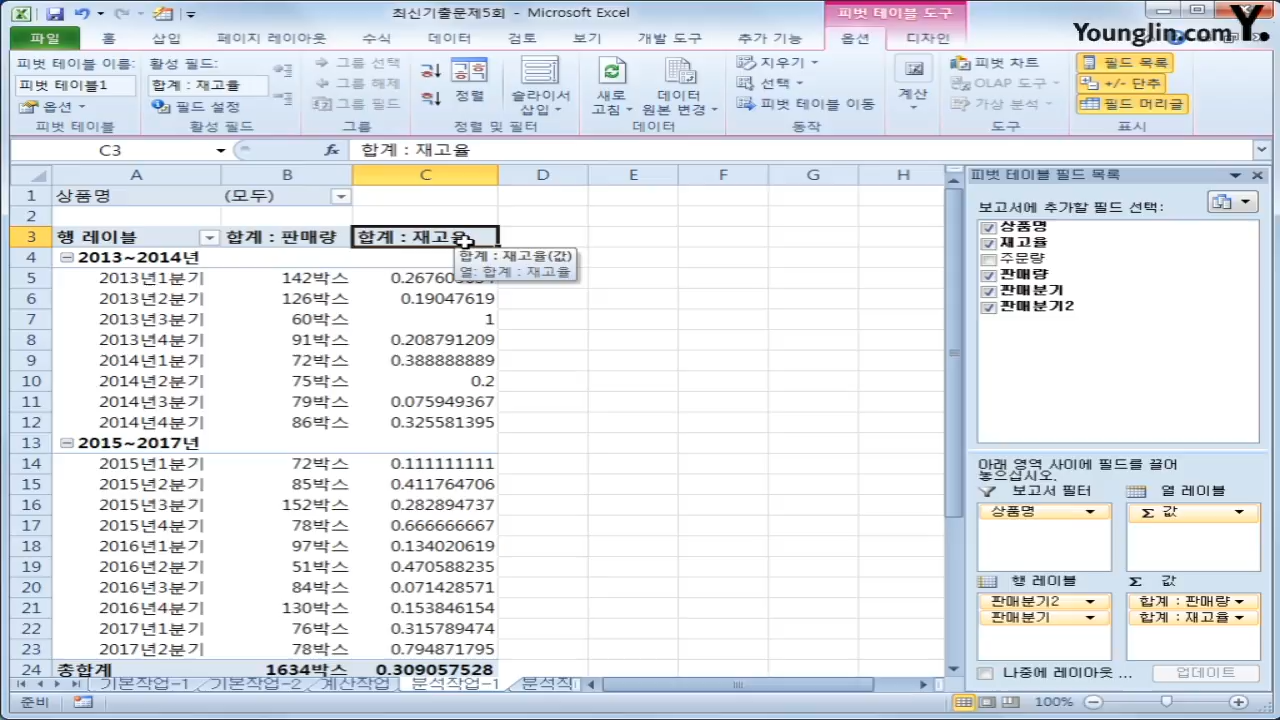 최신기출문제5회 - Microsoft Excel
피벗 테이블 도구
Younglin.com Y.
파일 홈 삽입 페이지 레이아웃 수식 데이터 검토 보기 개발 도구 추가 기능 옵션 디자인
피벗 테이블 이름: 활성 필드: 그룹 선택 지우기 피벗 차트 필드 목록
피벗 테이블1 합계 : 재고율 그룹 해제 정렬 슬라이서 삽입 새로 고침 데이터 원본 변경 선택 계산 OLAP 도구 +/- 단추
옵션 필드 설정 그룹 필드 피벗 테이블 이동 가상 분석 필드 머리글
피벗 테이블 활성 필드 그룹 정렬 및 필터 데이터 동작 도구 표시
C3 fx 합계 : 재고율
A B C D E F G H
1 상품명 (모두)
2
3 행 레이블 합계 : 판매량 합계 : 재고율
합계 : 재고율(값)
열: 합계 : 재고율
4 2013~2014년
5 2013년1분기 142박스
6 2013년2분기 126박스 0.19047619
7 2013년3분기 60박스 1
8 2013년4분기 91박스 0.208791209
9 2014년1분기 72박스 0.388888889
10 2014년2분기 75박스 0.2
11 2014년3분기 79박스 0.075949367
12 2014년4분기 86박스 0.325581395
13 2015~2017년
14 2015년1분기 72박스 0.111111111
15 2015년2분기 85박스 0.411764706
16 2015년3분기 152박스 0.282894737
17 2015년4분기 78박스 0.666666667
18 2016년1분기 97박스 0.134020619
19 2016년2분기 51박스 0.470588235
20 2016년3분기 84박스 0.071428571
21 2016년4분기 130박스 0.153846154
22 2017년1분기 76박스 0.315789474
23 2017년2분기 78박스 0.794871795
24 총합계 1634박스 0.309057528
피벗 테이블 필드 목록
보고서에 추가할 필드 선택:
상품명
재고율
주문량
판매량
판매분기
판매분기2
아래 영역 사이에 필드를 끌어
놓으십시오.
보고서 필터 열 레이블
상품명 Σ 값
행 레이블 Σ 값
판매분기2 합계 : 판매량
판매분기 합계 : 재고율
나중에 레이아웃 ... 업데이트
기본작업-1 기본작업-2 계산작업 분석작업-1 분석작
준비 100%